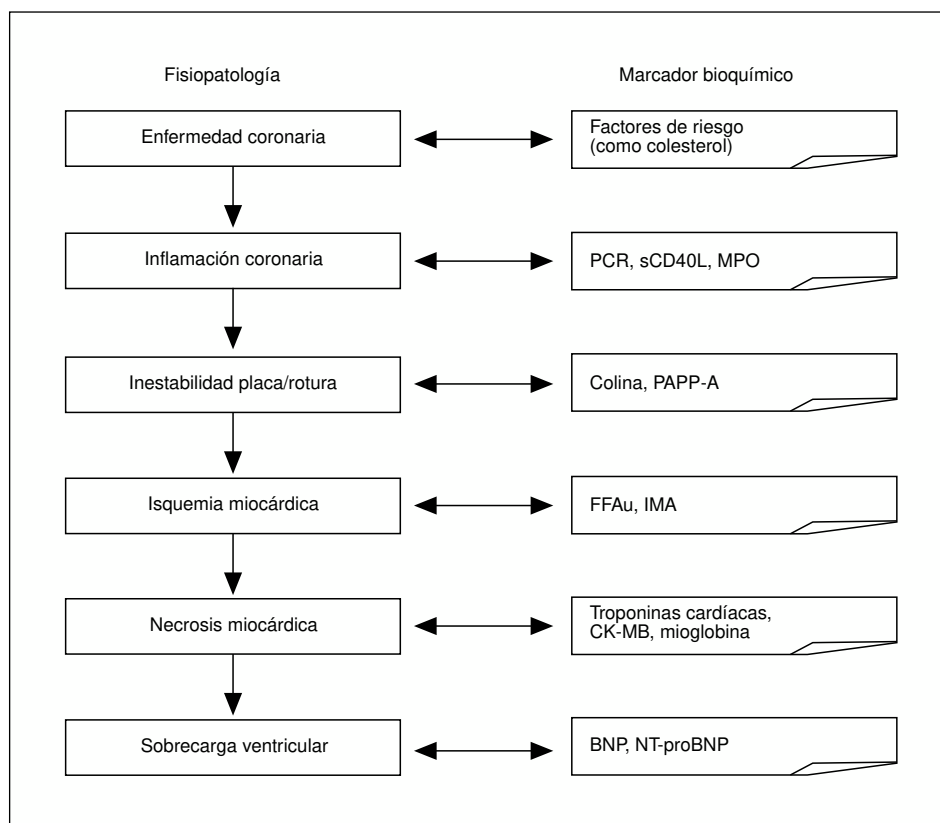 Fisiopatología
Marcador bioquímico
Enfermedad coronaria
Factores de riesgo
(como colesterol)
Inflamación coronaria
PCR, sCD40L, MPO
Inestabilidad placa/rotura
Colina, PAPP-A
Isquemia miocárdica
FFAu, IMA
Necrosis miocárdica
Troponinas cardíacas,
CK-MB, mioglobina
Sobrecarga ventricular
BNP, NT-proBNP